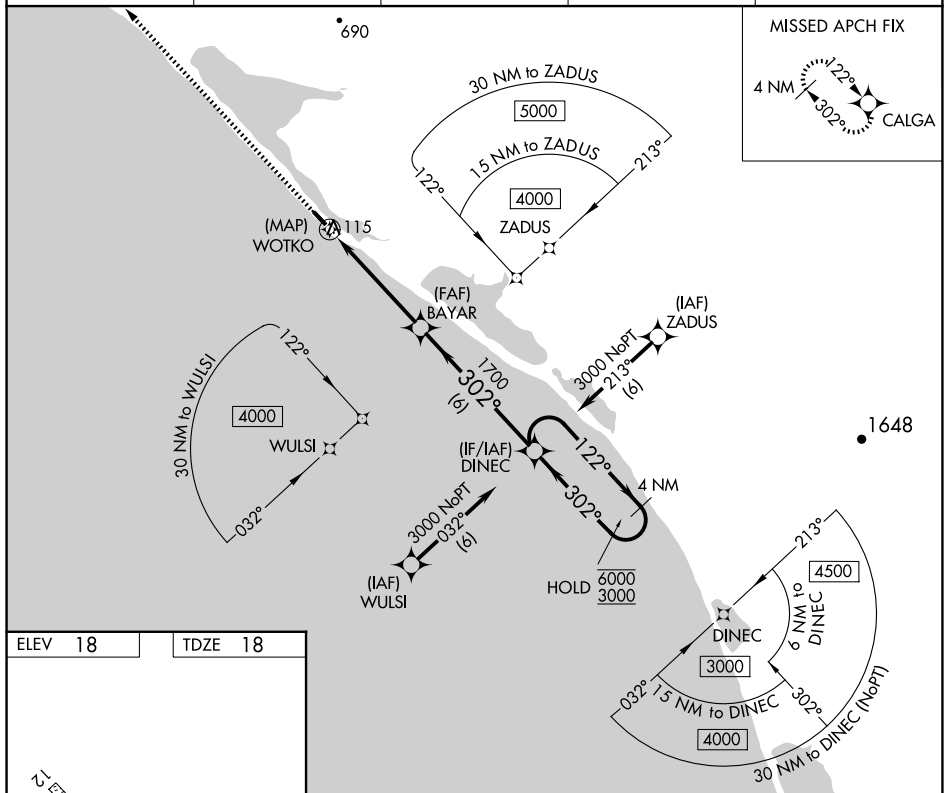 690
MISSED APCH FIX
122°
4 NM
302°
CALGA
30 NM to ZADUS
5000
15 NM to ZADUS
122°
213°
4000
ZADUS
(MAP)
WOTKO
115
(FAF)
BAYAR
(IAF)
ZADUS
3000 NoPT
213°
(6)
1700
302°
(6)
30 NM to WULSI
122°
4000
WULSI
032°
(IF/IAF)
DINEC
122°
302°
4 NM
1648
3000 NoPT
032°
(6)
(IAF)
WULSI
HOLD
6000
3000
213°
4500
6 NM to
DINEC
DINEC
3000
032°
15 NM to DINEC
302°
4000
30 NM to DINEC (NoPT)
ELEV 18
TDZE 18
12